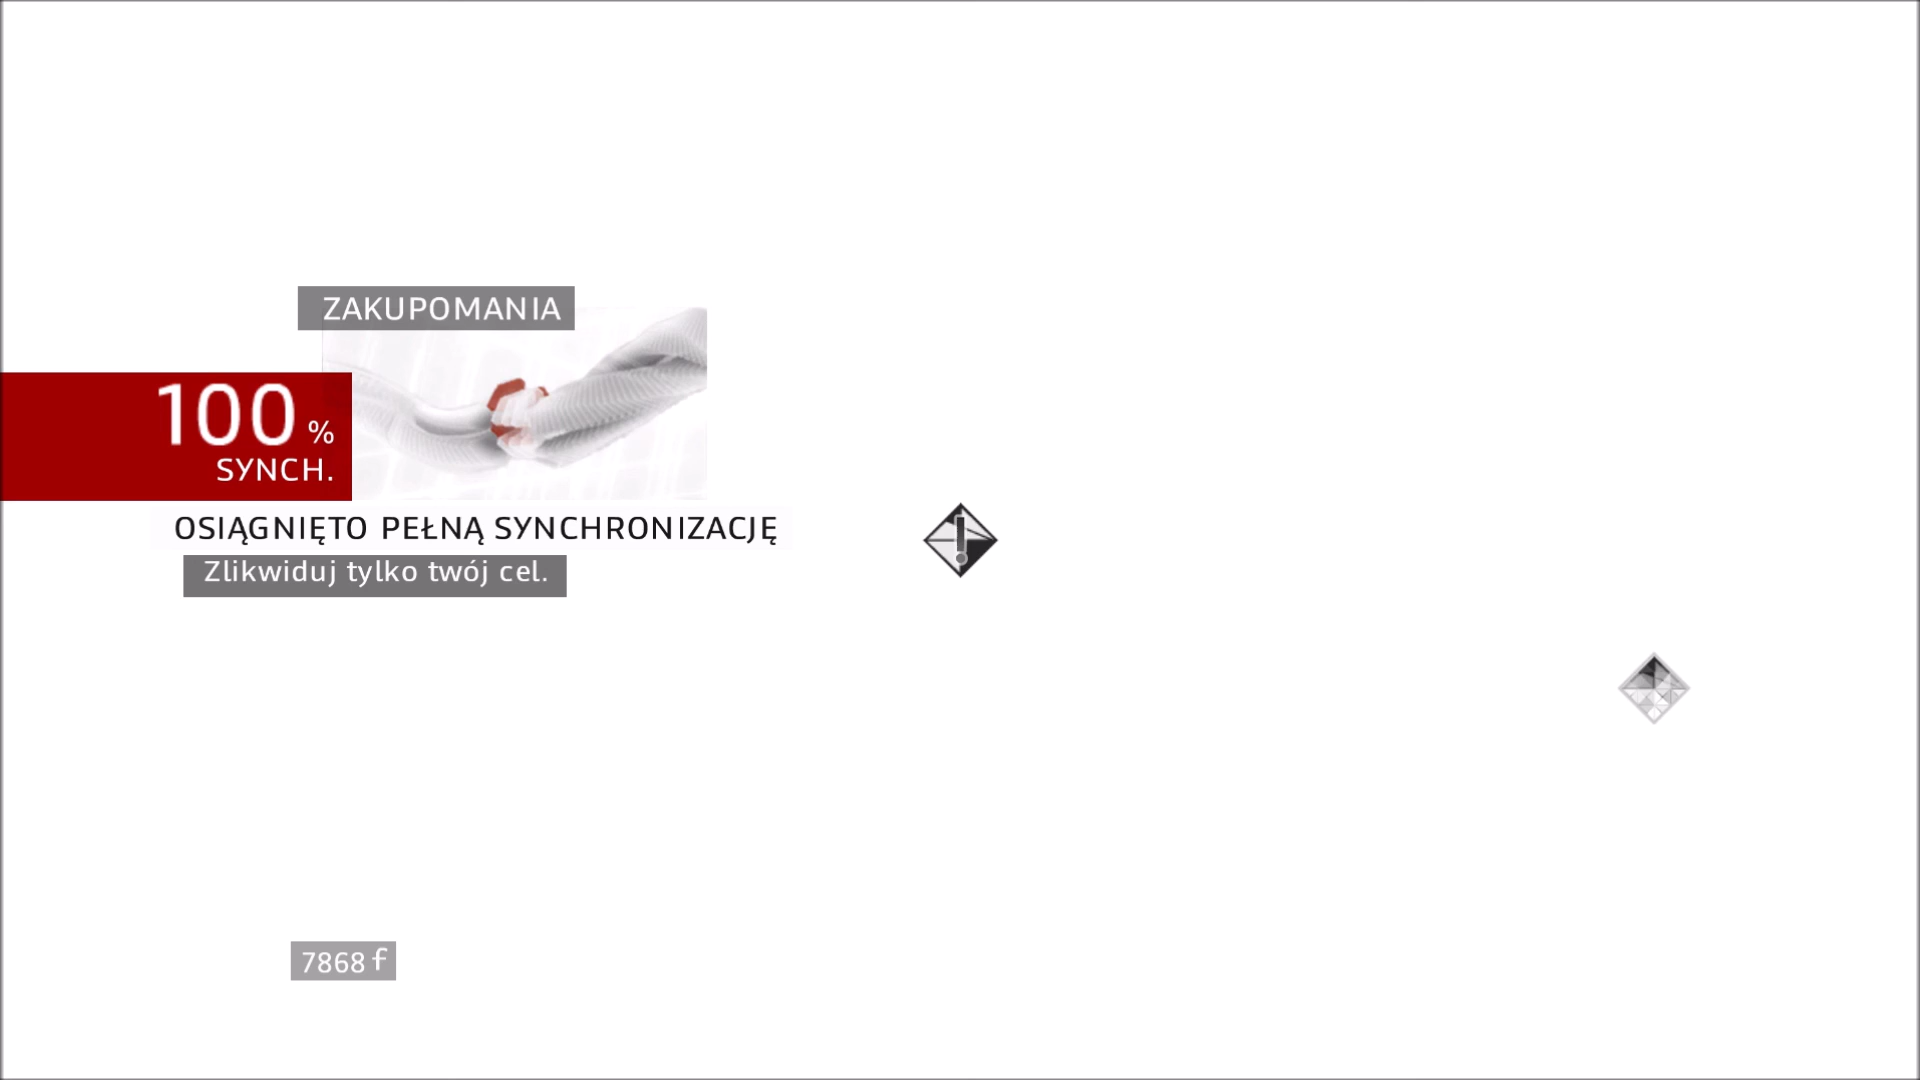 ZAKUPOMANIA
100 %
SYNCH.
OSIĄGNIĘTO PEŁNĄ SYNCHRONIZACJĘ
Zlikwiduj tylko twój cel.
7868 f